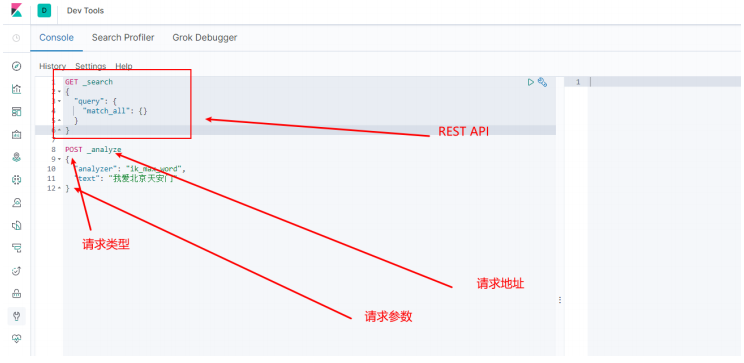 D Dev Tools
Console Search Profiler Grok Debugger
History Settings Help
1 GET _search
2 {
3 "query": {
4 "match_all": {}
5 }
6 }
7
8 POST _analyze
9 {
10 "analyzer": "ik_max_word",
11 "text": "我爱北京天安门"
12 }
1
REST API
请求类型
请求地址
请求参数